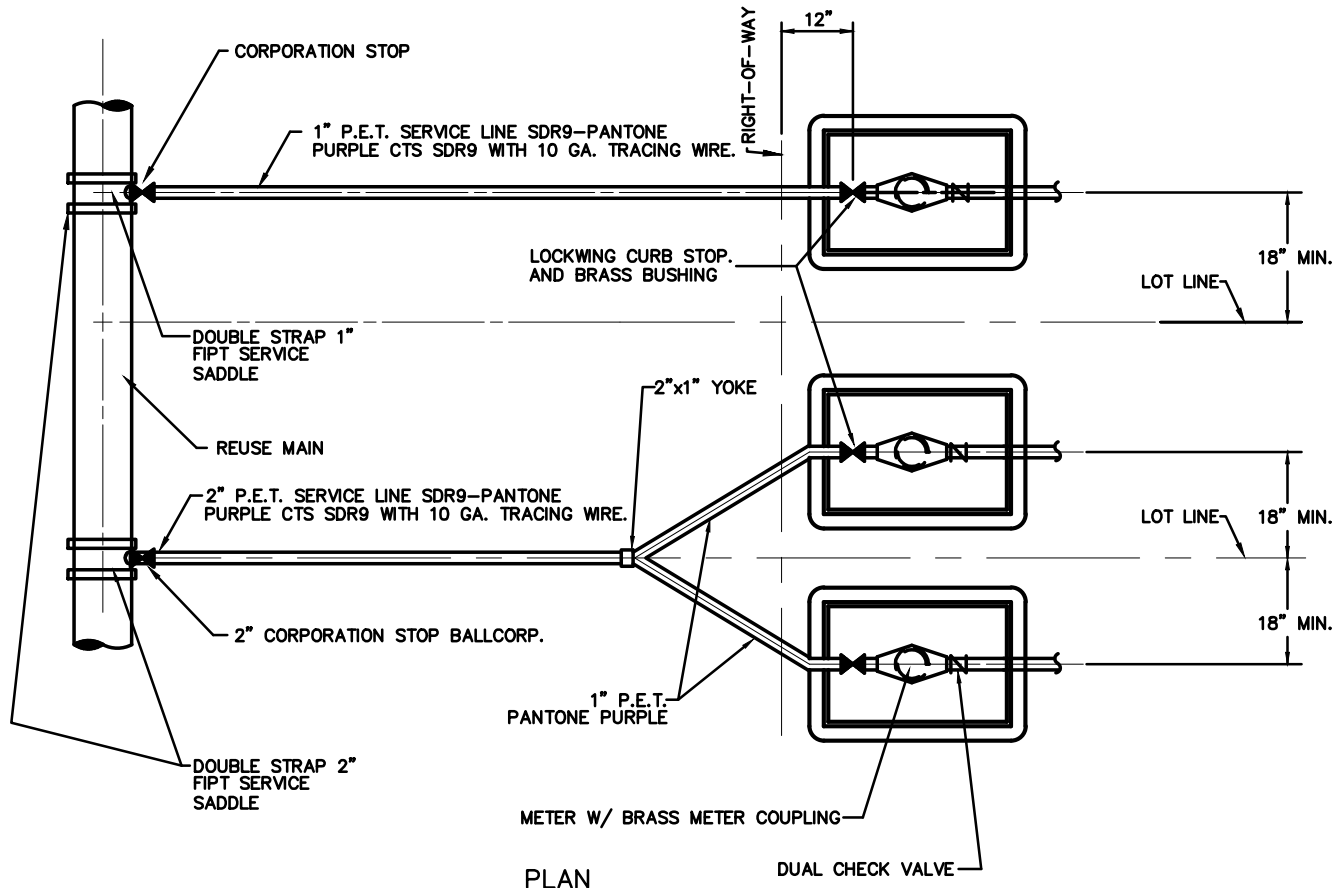 12"
RIGHT-OF-WAY
CORPORATION STOP
1" P.E.T. SERVICE LINE SDR9-PANTONE
PURPLE CTS SDR9 WITH 10 GA. TRACING WIRE.
LOCKWING CURB STOP.
AND BRASS BUSHING
18" MIN.
LOT LINE
DOUBLE STRAP 1"
FIPT SERVICE
SADDLE
2"x1" YOKE
REUSE MAIN
2" P.E.T. SERVICE LINE SDR9-PANTONE
PURPLE CTS SDR9 WITH 10 GA. TRACING WIRE.
LOT LINE
18" MIN.
18" MIN.
2" CORPORATION STOP BALLCORP.
1" P.E.T.
PANTONE PURPLE
DOUBLE STRAP 2"
FIPT SERVICE
SADDLE
METER W/ BRASS METER COUPLING
DUAL CHECK VALVE
PLAN